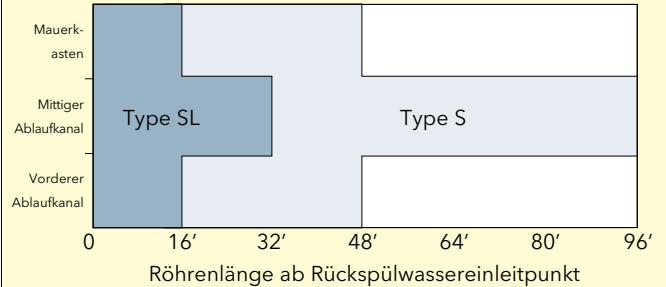 Mauerk-
asten
Mittiger
Ablaufkanal
Type SL
Type S
Vorderer
Ablaufkanal
0 16′ 32′ 48′ 64′ 80′ 96′
Röhrenlänge ab Rückspülwassereinleitpunkt